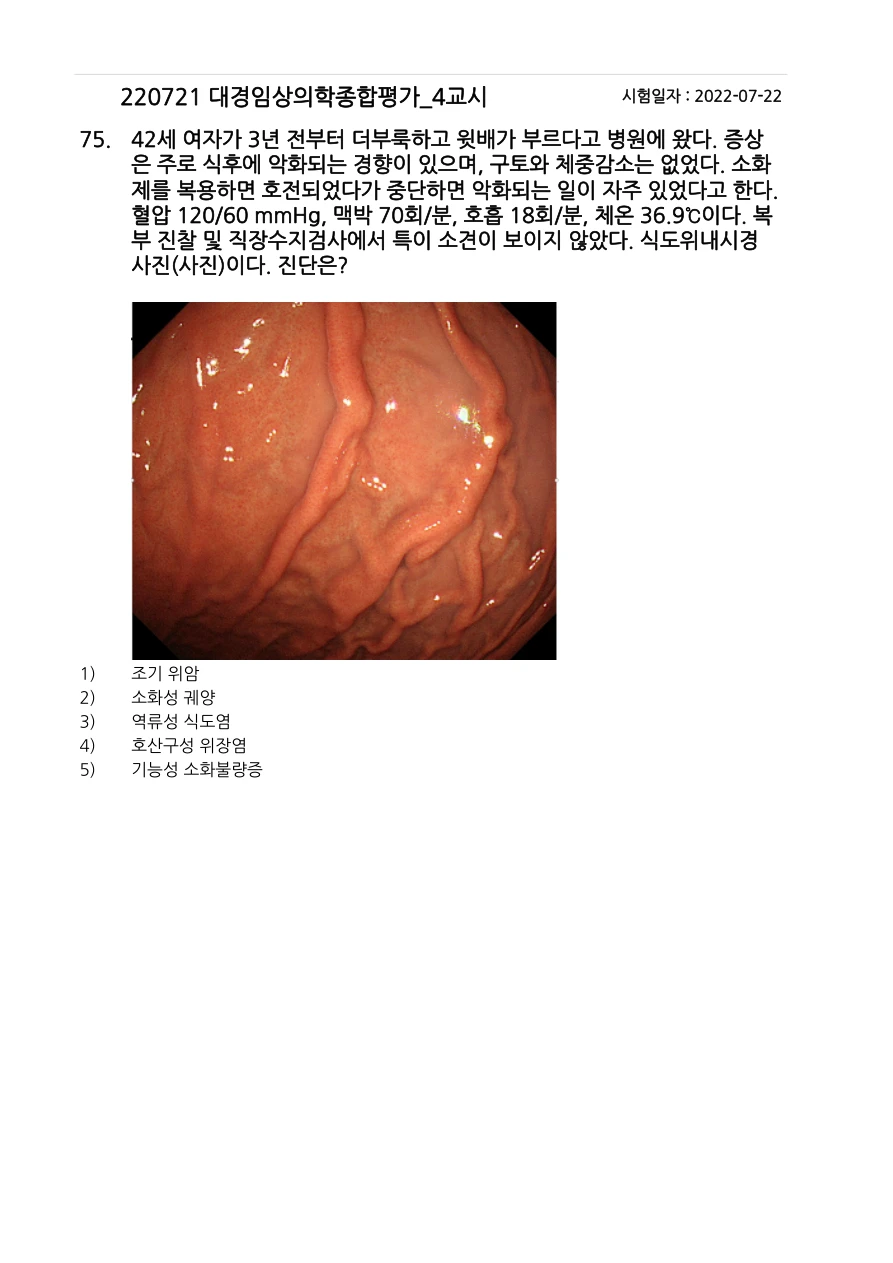 220721 대경임상의학종합평가_4교시
시험일자 : 2022-07-22
75. 42세 여자가 3년 전부터 더부룩하고 윗배가 부르다고 병원에 왔다. 증상
은 주로 식후에 악화되는 경향이 있으며, 구토와 체중감소는 없었다. 소화
제를 복용하면 호전되었다가 중단하면 악화되는 일이 자주 있었다고 한다.
혈압 120/60 mmHg, 맥박 70회/분, 호흡 18회/분, 체온 36.9℃이다. 복
부 진찰 및 직장수지검사에서 특이 소견이 보이지 않았다. 식도위내시경
사진(사진)이다. 진단은?
1) 조기 위암
2) 소화성 궤양
3) 역류성 식도염
4) 호산구성 위장염
5) 기능성 소화불량증